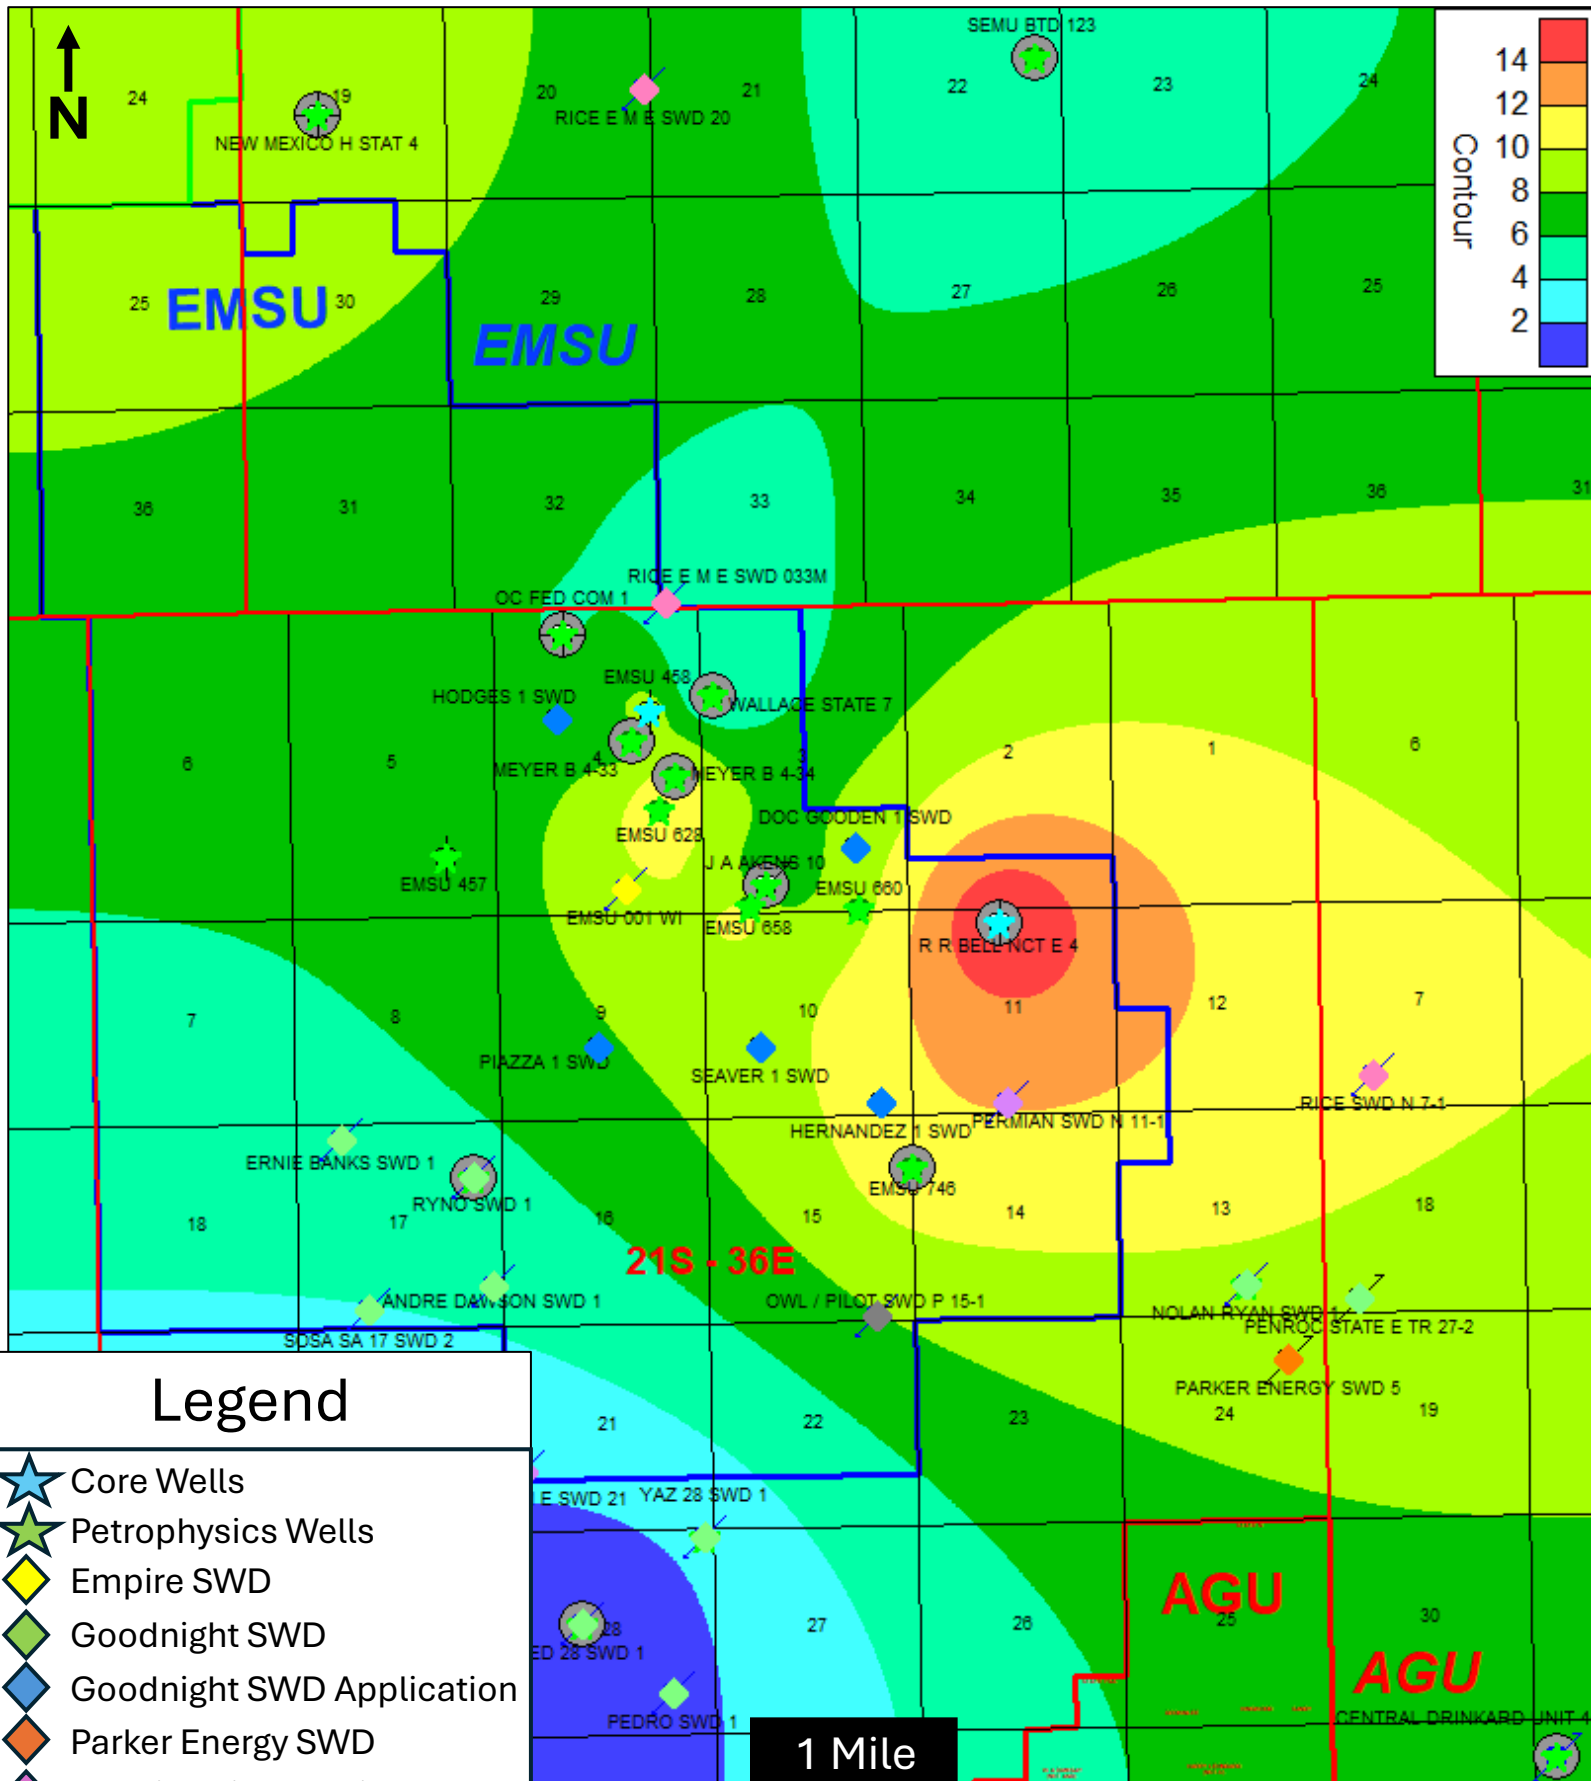 SEMU BTD 123
24
19
20
21
22
23
24
N
RICE E M E SWD 20
NEW MEXICO H STAT 4
14
12
10
8
6
4
2
Contour
25
EMSU
30
29
EMSU
28
27
26
25
36
31
32
33
34
35
36
31
RICE E M E SWD 033M
OC FED COM 1
EMSU 458
HODGES 1 SWD
WALLACE STATE 7
6
5
4
3
2
1
6
MEYER B 4-33
MEYER B 4-34
EMSU 628
DOC GOODEN 1 SWD
J A AKENS 10
EMSU 457
EMSU 660
EMSU 001 WI
EMSU 658
R R BELL NCT E 4
7
8
9
10
11
12
7
PIAZZA 1 SWD
SEAVER 1 SWD
HERNANDEZ 1 SWD
PERMIAN SWD N 11-1
RICE SWD N 7-1
ERNIE BANKS SWD 1
RYNO SWD 1
EMSU 746
18
17
16
15
14
13
18
21S - 36E
ANDRE DAWSON SWD 1
OWL / PILOT SWD P 15-1
NOLAN RYAN SWD 1
PENROC STATE E TR 27-2
SOSA SA 17 SWD 2
PARKER ENERGY SWD 5
21
22
23
24
19
E SWD 21
YAZ 28 SWD 1
28
27
26
AGU
25
30
AGU
ED 28 SWD 1
PEDRO SWD 1
CENTRAL DRINKARD UNIT 4
1 Mile
Legend
Core Wells
Petrophysics Wells
Empire SWD
Goodnight SWD
Goodnight SWD Application
Parker Energy SWD